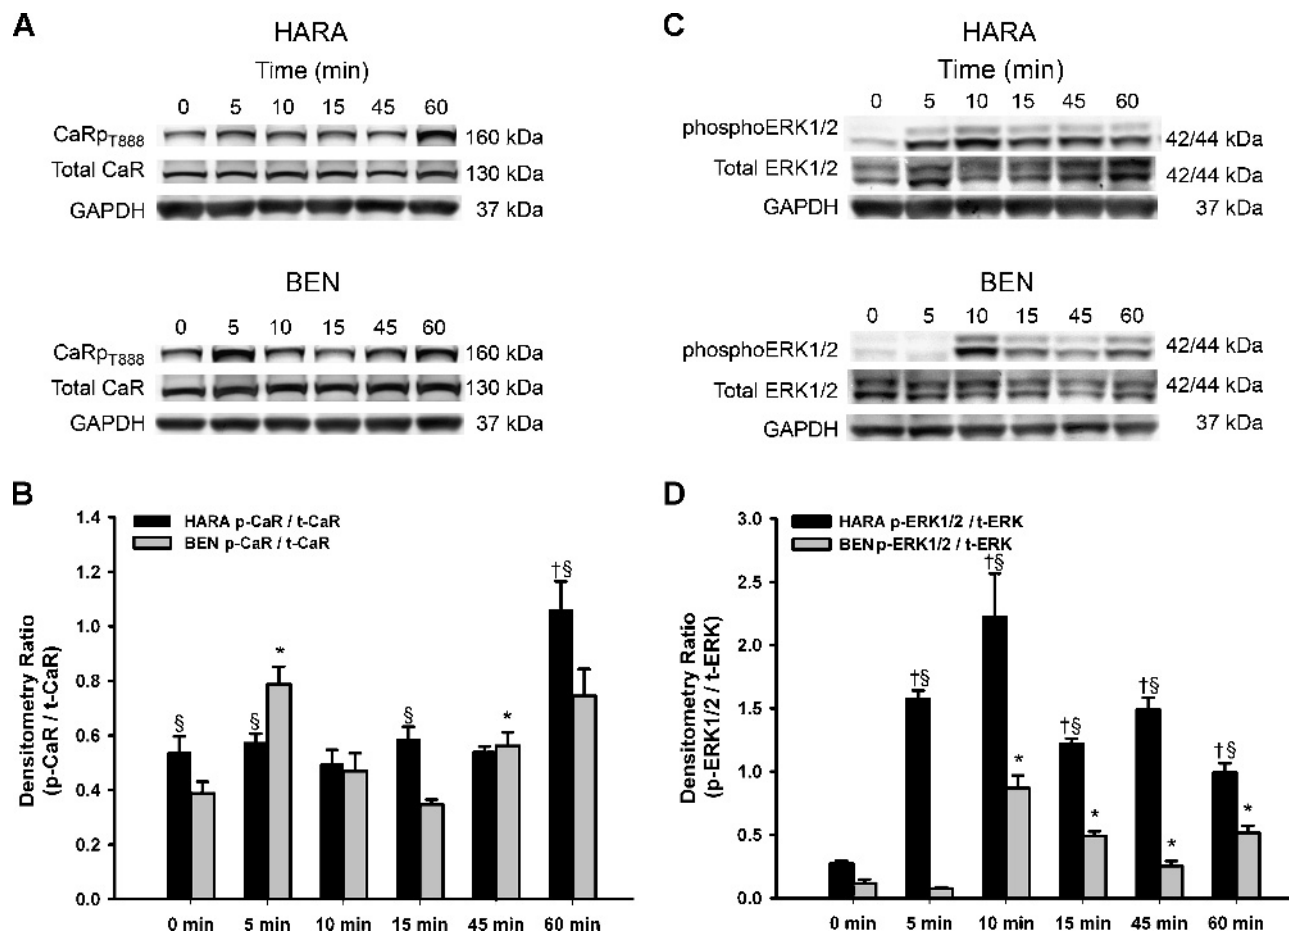 A
HARA
Time (min)
0 5 10 15 45 60
CaRpT888 160 kDa
Total CaR 130 kDa
GAPDH 37 kDa
BEN
0 5 10 15 45 60
CaRpT888 160 kDa
Total CaR 130 kDa
GAPDH 37 kDa
C
HARA
Time (min)
0 5 10 15 45 60
phosphoERK1/2 42/44 kDa
Total ERK1/2 42/44 kDa
GAPDH 37 kDa
BEN
0 5 10 15 45 60
phosphoERK1/2 42/44 kDa
Total ERK1/2 42/44 kDa
GAPDH 37 kDa
B
HARA p-CaR / t-CaR
BEN p-CaR / t-CaR
Densitometry Ratio
(p-CaR / t-CaR)
1.4
1.2
1.0
0.8
0.6
0.4
0.2
0.0
§ § * § * †§
0 min 5 min 10 min 15 min 45 min 60 min
D
HARA p-ERK1/2 / t-ERK
BEN p-ERK1/2 / t-ERK
Densitometry Ratio
(p-ERK1/2 / t-ERK)
3.0
2.5
2.0
1.5
1.0
0.5
0.0
†§ †§ * †§ * †§ * †§ *
0 min 5 min 10 min 15 min 45 min 60 min